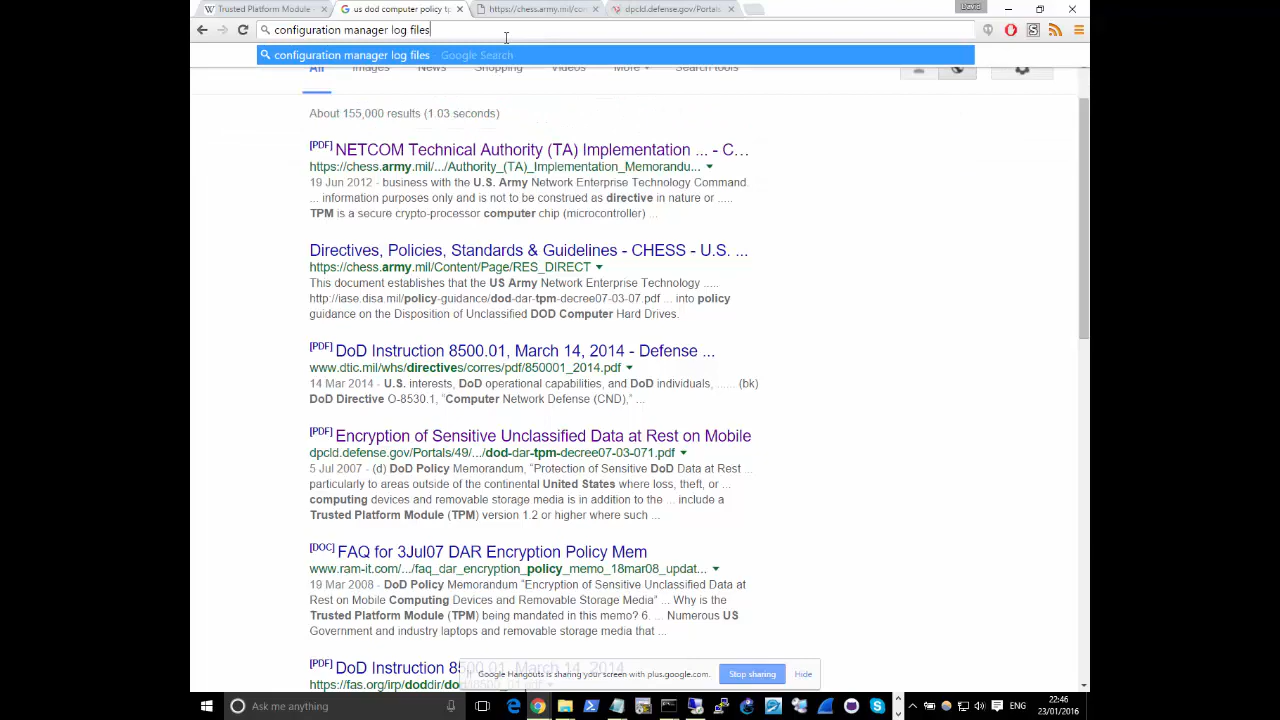 Trusted Platform Module -
us dod computer policy tp
https://chess.army.mil/co
dpcld.defense.gov/Portals
David
configuration manager log files
configuration manager log files - Google Search
All Images News Shopping Videos More Search tools
About 155,000 results (1.03 seconds)
[PDF] NETCOM Technical Authority (TA) Implementation ... - C...
https://chess.army.mil/.../Authority_(TA)_Implementation_Memorandu...
19 Jun 2012 - business with the U.S. Army Network Enterprise Technology Command.
... information purposes only and is not to be construed as directive in nature or .....
TPM is a secure crypto-processor computer chip (microcontroller) ...
Directives, Policies, Standards & Guidelines - CHESS - U.S. ...
https://chess.army.mil/Content/Page/RES_DIRECT
This document establishes that the US Army Network Enterprise Technology .....
http://iase.disa.mil/policy-guidance/dod-dar-tpm-decree07-03-07.pdf ... into policy
guidance on the Disposition of Unclassified DOD Computer Hard Drives.
[PDF] DoD Instruction 8500.01, March 14, 2014 - Defense ...
www.dtic.mil/whs/directives/corres/pdf/850001_2014.pdf
14 Mar 2014 - U.S. interests, DoD operational capabilities, and DoD individuals, ...... (bk)
DoD Directive O-8530.1, “Computer Network Defense (CND),” ...
[PDF] Encryption of Sensitive Unclassified Data at Rest on Mobile
dpcld.defense.gov/Portals/49/.../dod-dar-tpm-decree07-03-071.pdf
5 Jul 2007 - (d) DoD Policy Memorandum, “Protection of Sensitive DoD Data at Rest ...
particularly to areas outside of the continental United States where loss, theft, or ...
computing devices and removable storage media is in addition to the ... include a
Trusted Platform Module (TPM) version 1.2 or higher where such ...
[DOC] FAQ for 3Jul07 DAR Encryption Policy Mem
www.ram-it.com/.../faq_dar_encryption_policy_memo_18mar08_updat...
19 Mar 2008 - DoD Policy Memorandum “Encryption of Sensitive Unclassified Data at
Rest on Mobile Computing Devices and Removable Storage Media” ... Why is the
Trusted Platform Module (TPM) being mandated in this memo? 6. ... Numerous US
Government and industry laptops and removable storage media that ...
[PDF] DoD Instruction 8500.01, March 14, 2014
https://fas.org/irp/doddir/do
Google Hangouts is sharing your screen with plus.google.com.
Stop sharing
Hide
Ask me anything
ENG
22:46
23/01/2016